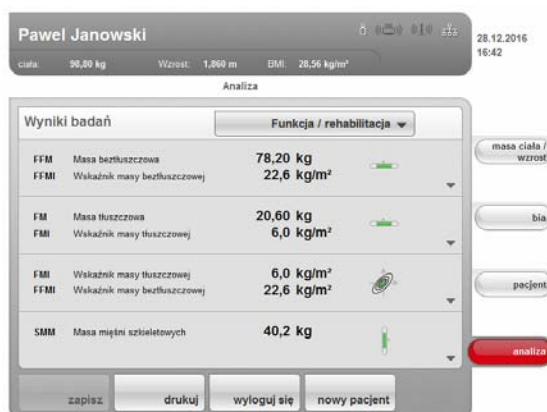 Pawel Janowski
28.12.2016
16:42
ciała: 98,80 kg Wzrost: 1,860 m BMI: 28,56 kg/m²
Analiza
Wyniki badań Funkcja / rehabilitacja
FFM Masa beztłuszczowa 78,20 kg
FFMI Wskaźnik masy beztłuszczowej 22,6 kg/m²
FM Masa tłuszczowa 20,60 kg
FMI Wskaźnik masy tłuszczowej 6,0 kg/m²
FMI Wskaźnik masy tłuszczowej 6,0 kg/m²
FFMI Wskaźnik masy beztłuszczowej 22,6 kg/m²
SMM Masa mięśni szkieletowych 40,2 kg
masa ciała /
wzrost
bia
pacjent
analiza
zapisz drukuj wyloguj się nowy pacjent